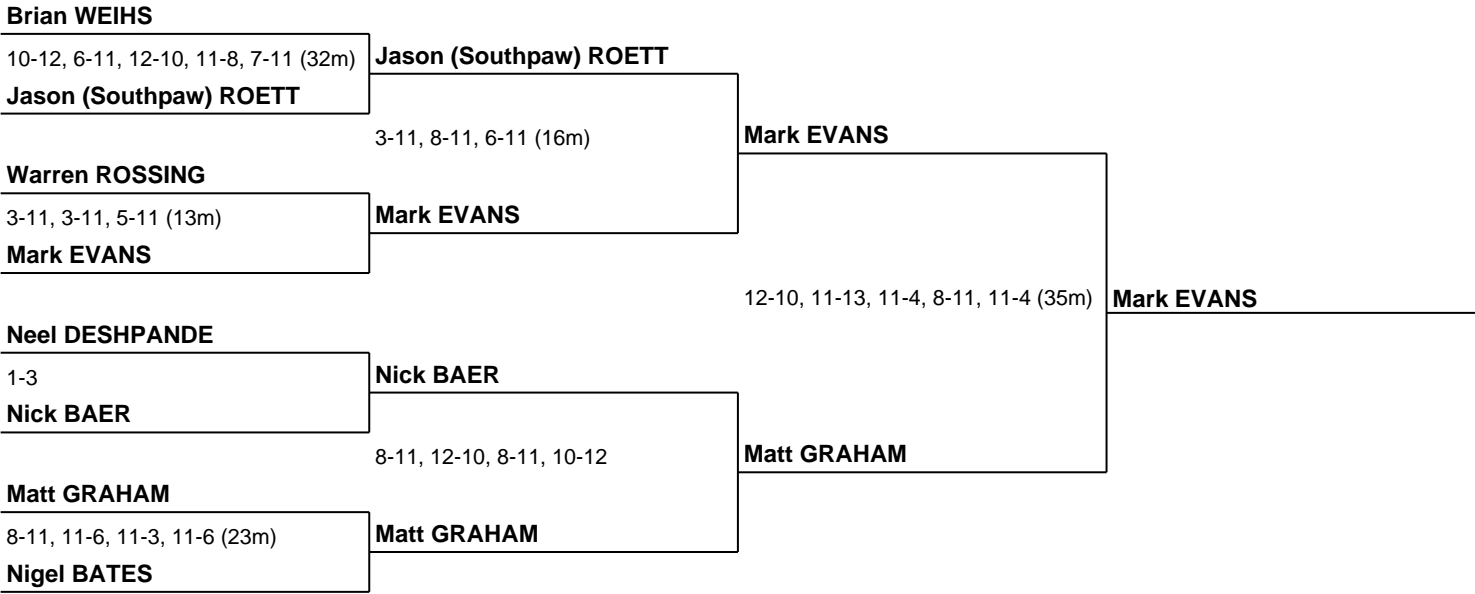 Brian WEIHS
10-12, 6-11, 12-10, 11-8, 7-11 (32m)
Jason (Southpaw) ROETT
Jason (Southpaw) ROETT
3-11, 8-11, 6-11 (16m)
Mark EVANS
Warren ROSSING
3-11, 3-11, 5-11 (13m)
Mark EVANS
Mark EVANS
12-10, 11-13, 11-4, 8-11, 11-4 (35m)
Mark EVANS
Neel DESHPANDE
1-3
Nick BAER
Nick BAER
8-11, 12-10, 8-11, 10-12
Matt GRAHAM
Matt GRAHAM
8-11, 11-6, 11-3, 11-6 (23m)
Matt GRAHAM
Nigel BATES